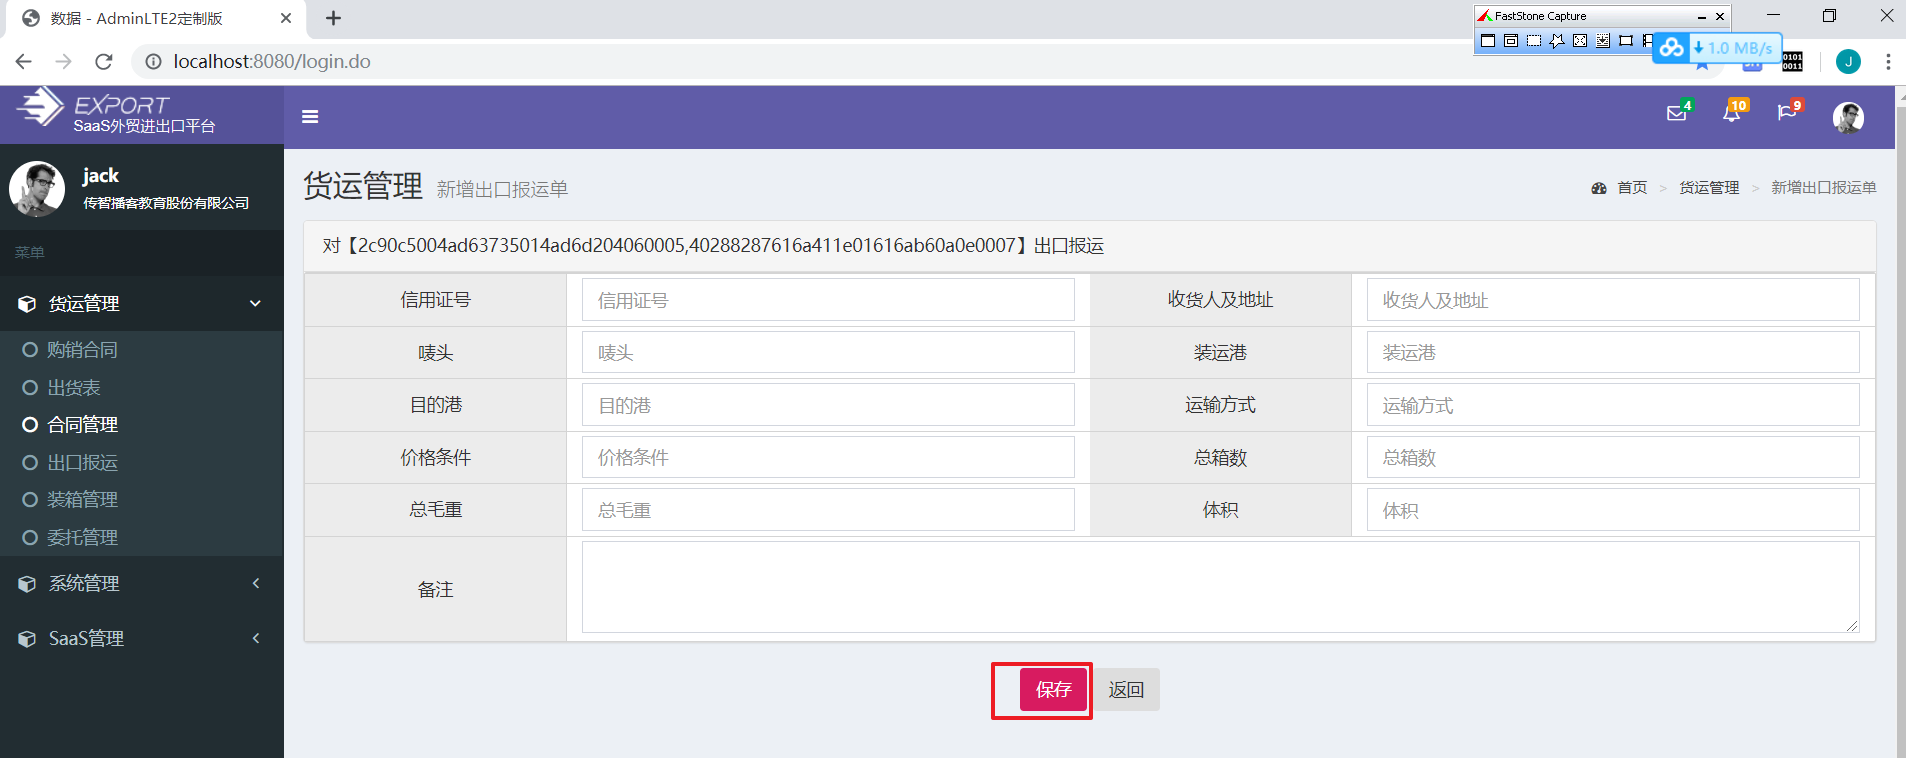 数据 - AdminLTE2定制版
FastStone Capture
localhost:8080/login.do
1.0 MB/s
0101
0011
J
EXPORT
SaaS外贸进出口平台
4
10
9
jack
传智播客教育股份有限公司
货运管理 新增出口报运单
首页 > 货运管理 > 新增出口报运单
菜单
对【2c90c5004ad63735014ad6d204060005,40288287616a411e01616ab60a0e0007】出口报运
货运管理
购销合同
出货表
合同管理
出口报运
装箱管理
委托管理
系统管理
SaaS管理
信用证号 信用证号 收货人及地址 收货人及地址
唛头 唛头 装运港 装运港
目的港 目的港 运输方式 运输方式
价格条件 价格条件 总箱数 总箱数
总毛重 总毛重 体积 体积
备注
保存 返回